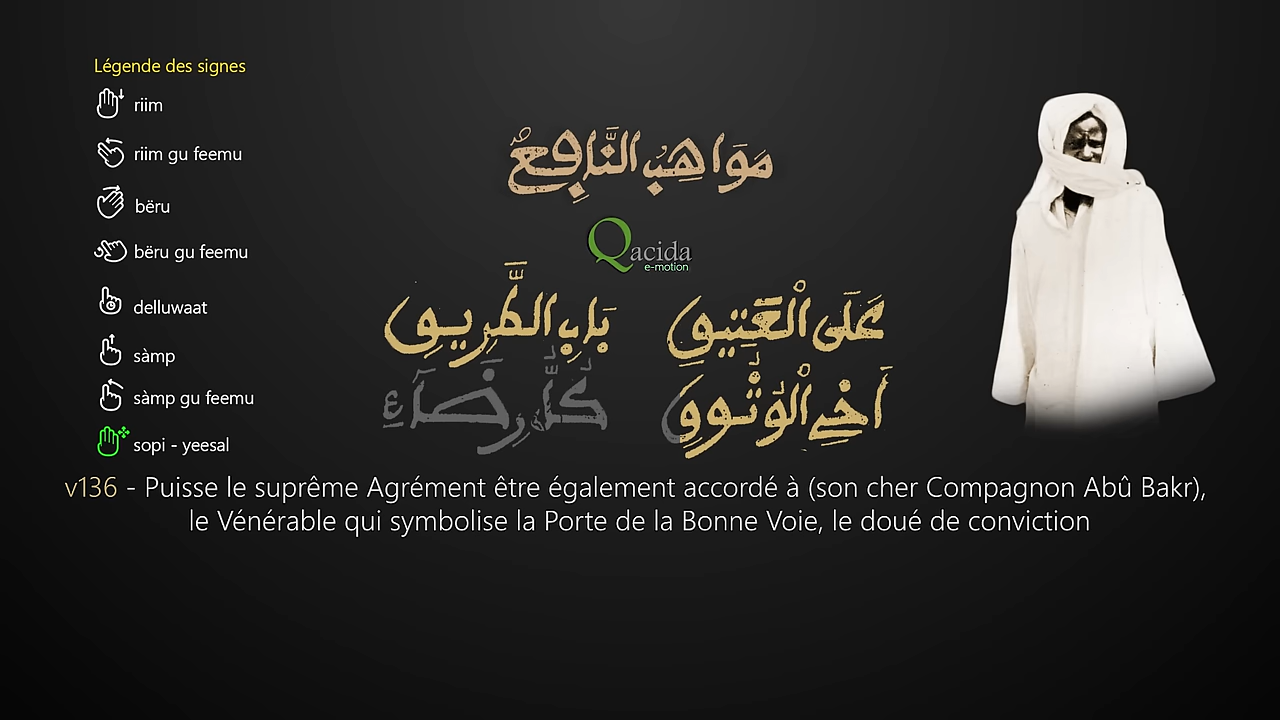 Légende des signes
riim
riim gu feemu
bëru
bëru gu feemu
delluwaat
sàmp
sàmp gu feemu
sopi - yeesal
مَوَاهِبُ النَّافِعِ
Qacida
e-motion
عَلَى الْعَتِيقِ بَابِ الطَّرِيقِ
أَخِي الْوُثُوقِ كُلُّ رِضَاءِ
v136 - Puisse le suprême Agrément être également accordé à (son cher Compagnon Abû Bakr),
le Vénérable qui symbolise la Porte de la Bonne Voie, le doué de conviction